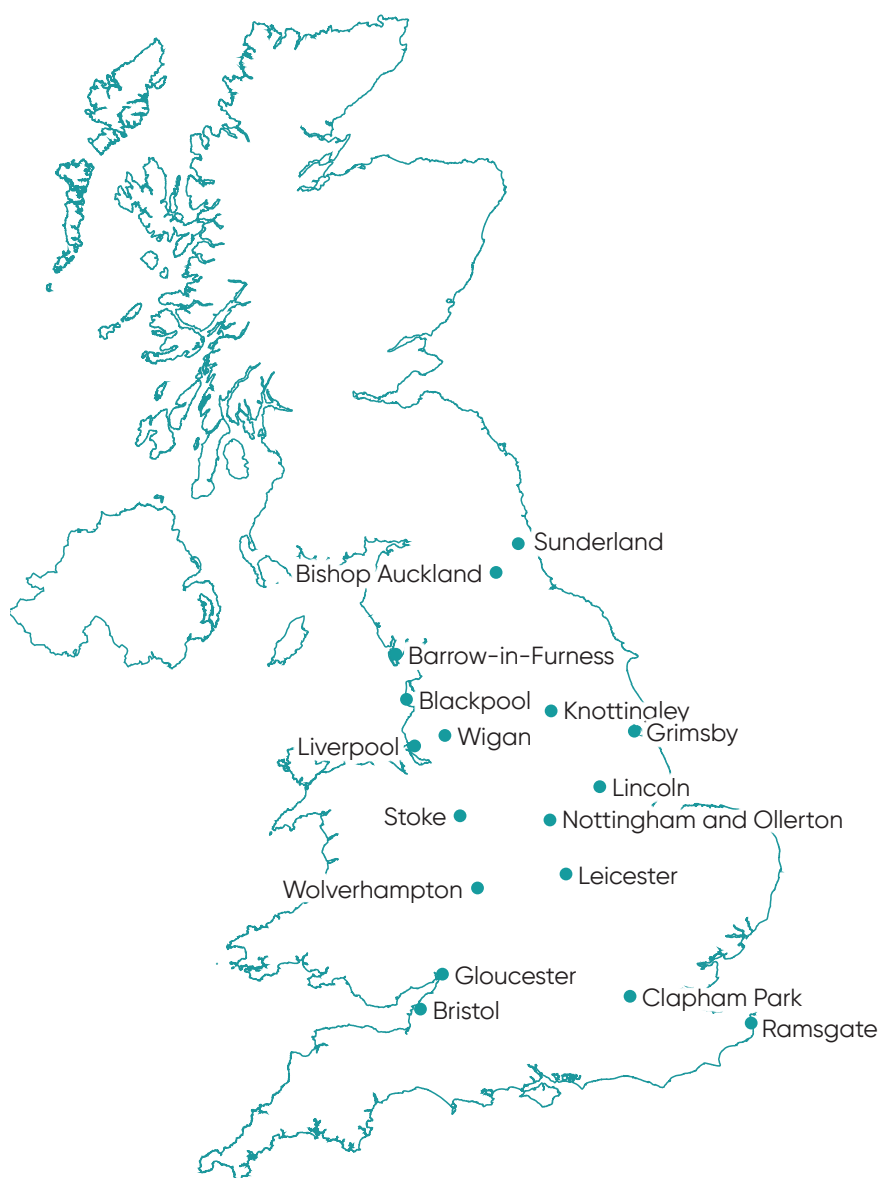 Sunderland
Bishop Auckland
Barrow-in-Furness
Blackpool
Knottingley
Grimsby
Wigan
Liverpool
Lincoln
Stoke
Nottingham and Ollerton
Leicester
Wolverhampton
Gloucester
Clapham Park
Bristol
Ramsgate